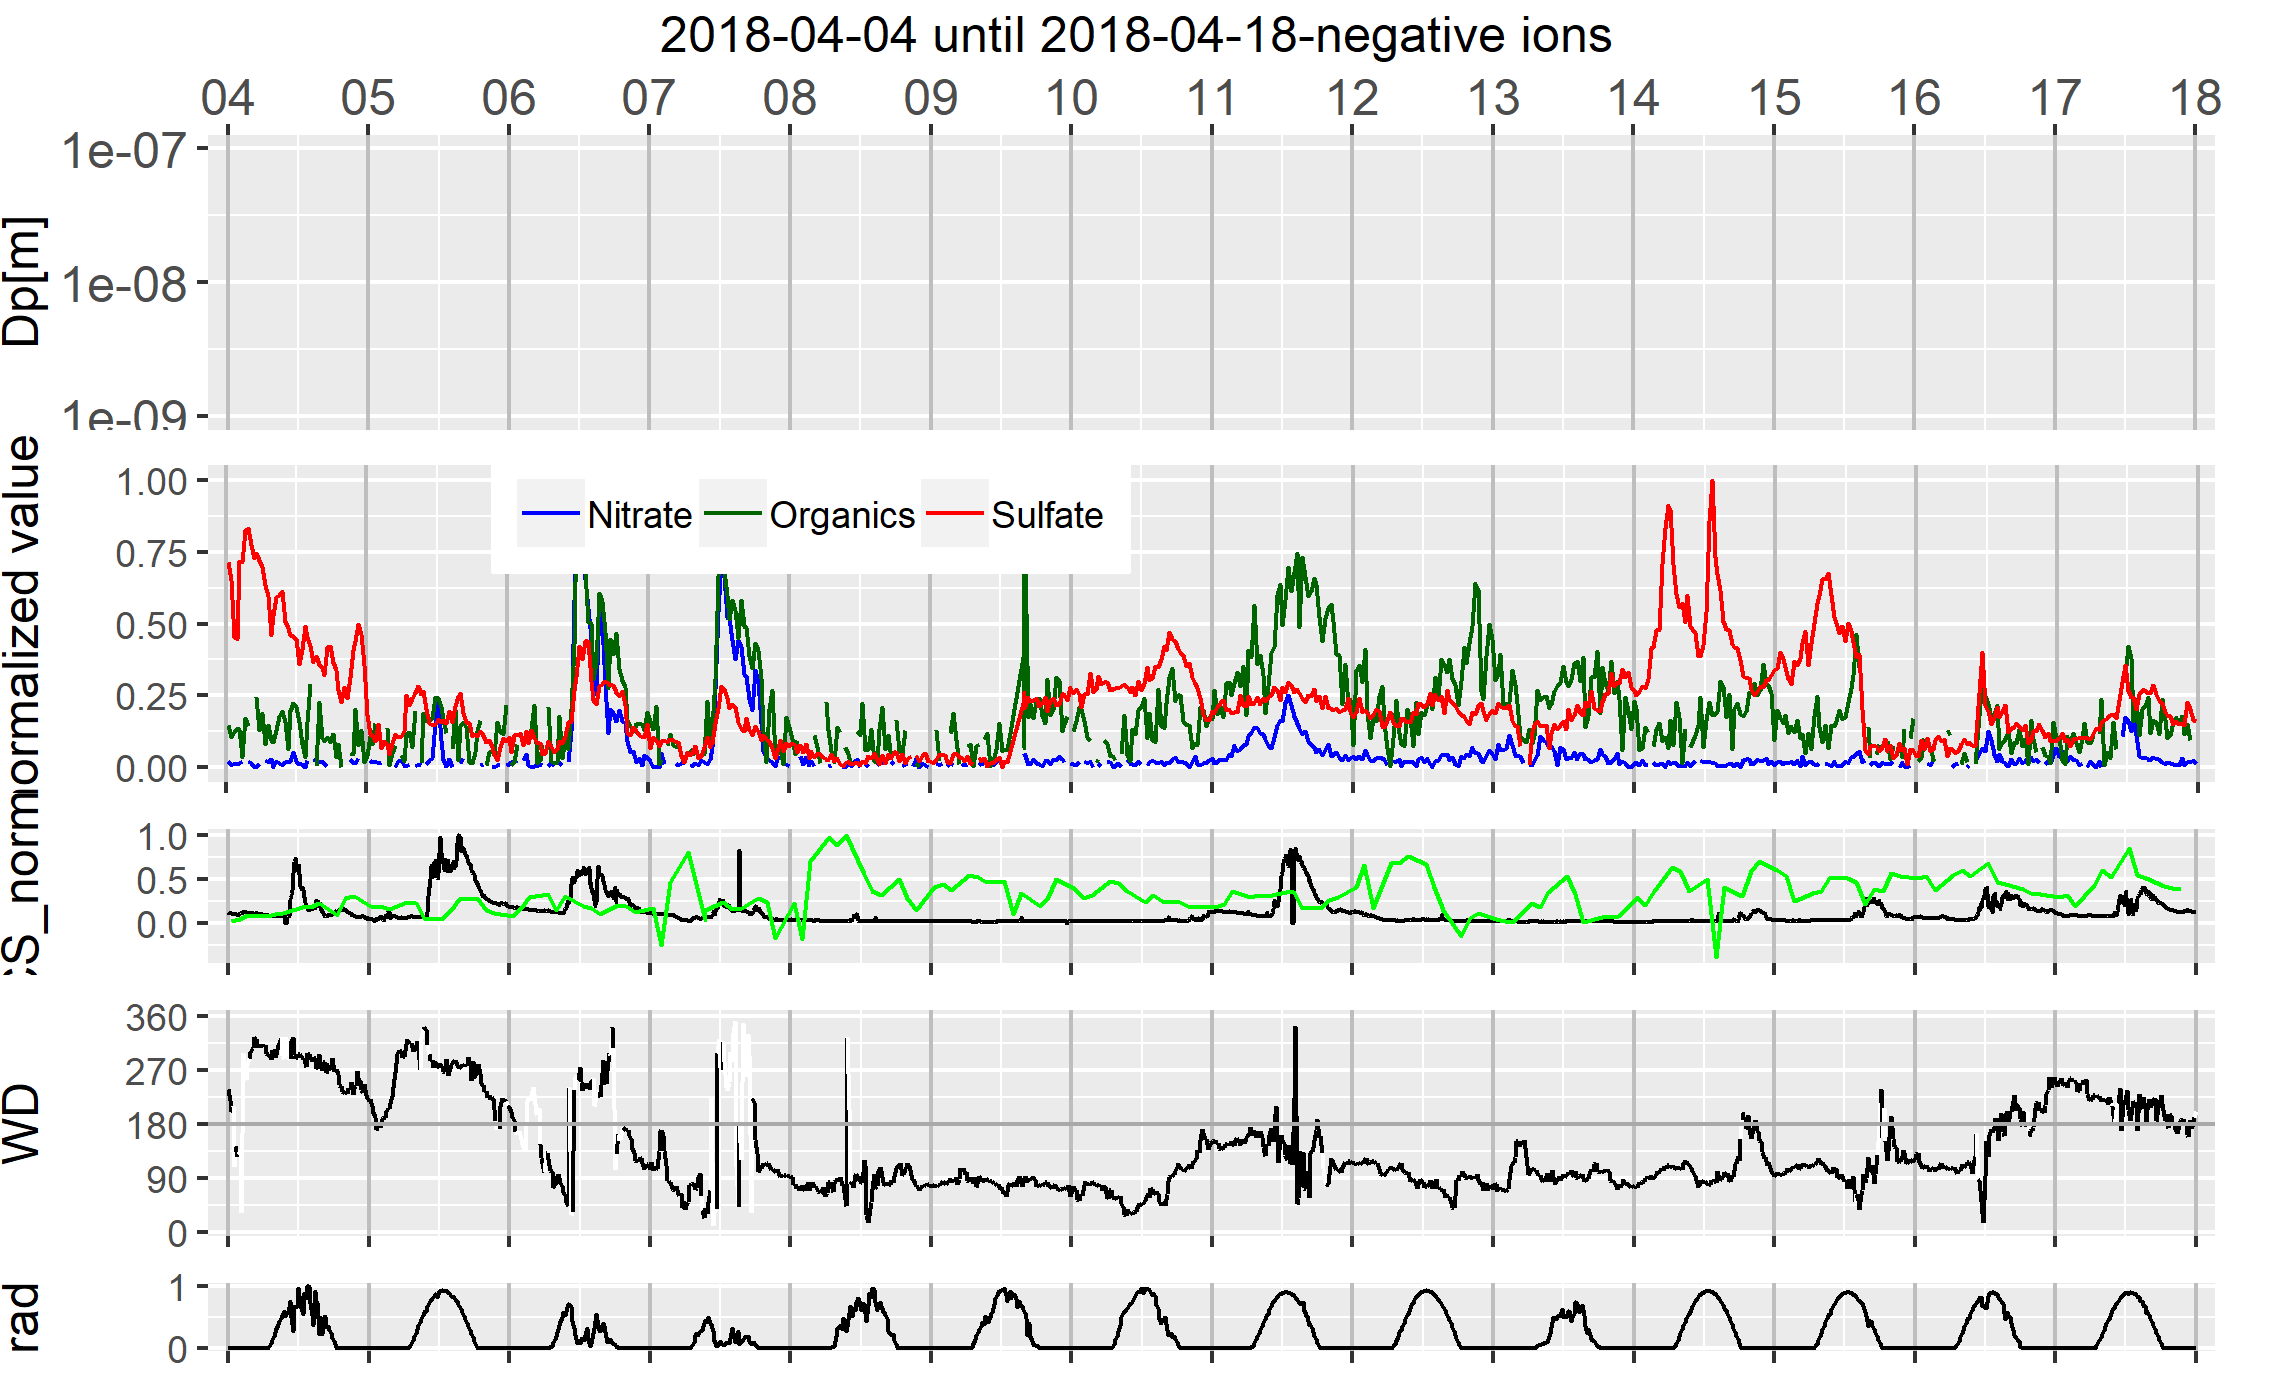 2018-04-04 until 2018-04-18-negative ions
04 05 06 07 08 09 10 11 12 13 14 15 16 17 18
1e-07
1e-08
1e-09
Dp[m]
1.00
0.75
0.50
0.25
0.00
Nitrate Organics Sulfate
normalized value
1.0
0.5
0.0
CS_norm
360
270
180
90
0
WD
1
0
rad